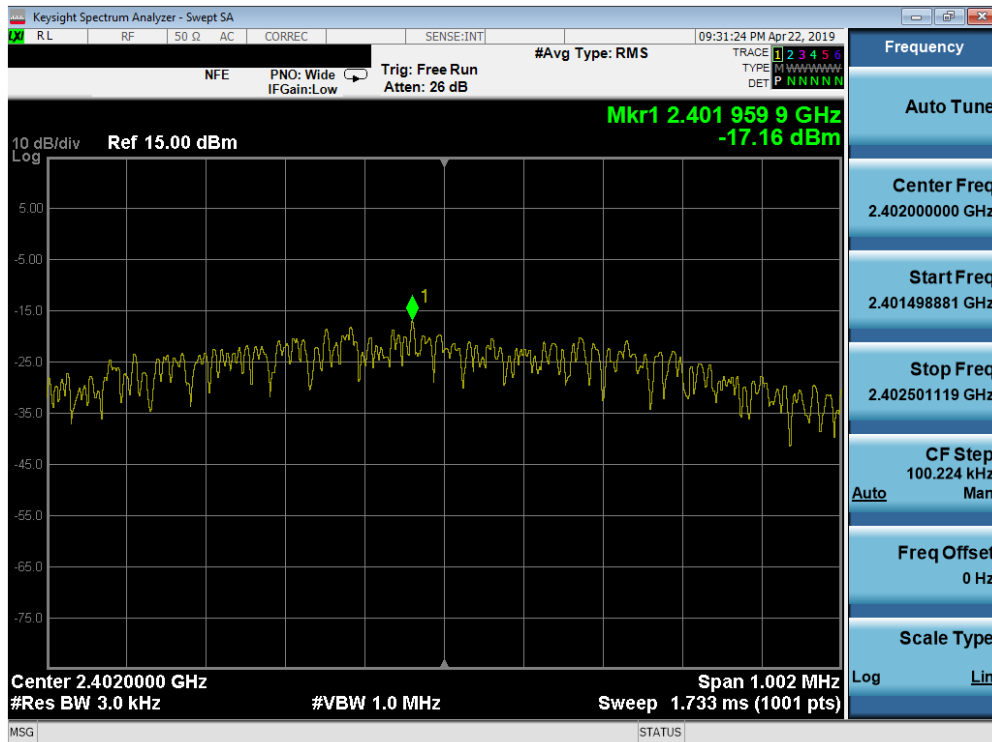 Keysight Spectrum Analyzer - Swept SA
LXI RL RF 50 Ω AC CORREC SENSE:INT 09:31:24 PM Apr 22, 2019
#Avg Type: RMS
TRACE 1 2 3 4 5 6
TYPE M W W W W W
DET P N N N N N
NFE
PNO: Wide
IFGain:Low
Trig: Free Run
Atten: 26 dB
Mkr1 2.401 959 9 GHz
-17.16 dBm
10 dB/div
Log
Ref 15.00 dBm
5.00
-5.00
-15.0
-25.0
-35.0
-45.0
-55.0
-65.0
-75.0
1
Center 2.4020000 GHz
Span 1.002 MHz
#Res BW 3.0 kHz
#VBW 1.0 MHz
Sweep 1.733 ms (1001 pts)
MSG
STATUS
Frequency
Auto Tune
Center Freq
2.402000000 GHz
Start Freq
2.401498881 GHz
Stop Freq
2.402501119 GHz
CF Step
100.224 kHz
Auto Man
Freq Offset
0 Hz
Scale Type
Log Lin